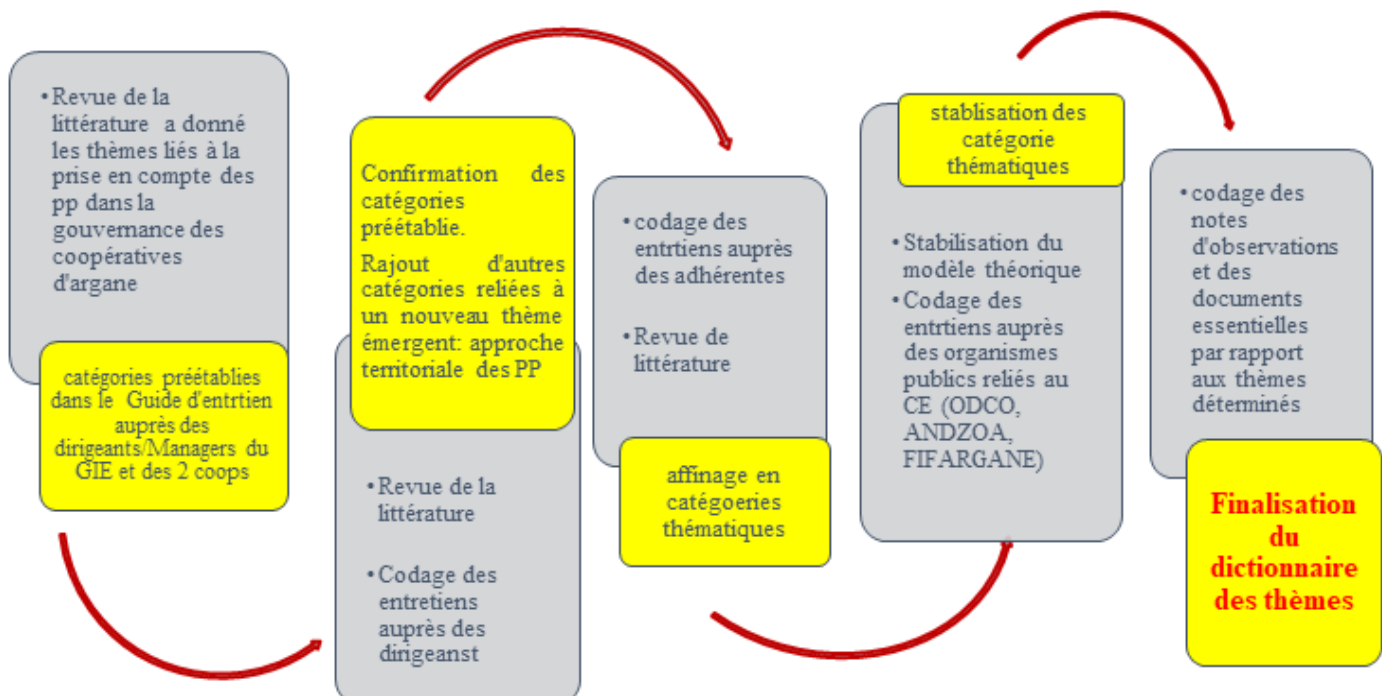 •Revue de la
littérature a donné
les thèmes liés à la
prise en compte des
pp dans la
gouvernance des
coopératives
d'argane
catégories préétablies
dans le Guide d'entrtien
auprès des
dirigeants/Managers du
GIE et des 2 coops
Confirmation des
catégories
préétablie.
Rajout d'autres
catégories reliées à
un nouveau thème
émergent: approche
territoriale des PP
•Revue de la
littérature
•Codage des
entretiens
auprès des
dirigeanst
•codage des
entrtiens auprès
des adhérentes
•Revue de
littérature
affinage en
catégoeries
thématiques
stablisation des
catégorie
thématiques
•Stabilisation du
modèle théorique
•Codage des
entrtiens auprès
des organismes
publics reliés au
CE (ODCO,
ANDZOA,
FIFARGANE)
•codage des
notes
d'observations
et des
documents
essentielles
par rapport
aux thèmes
déterminés
Finalisation
du
dictionnaire
des thèmes